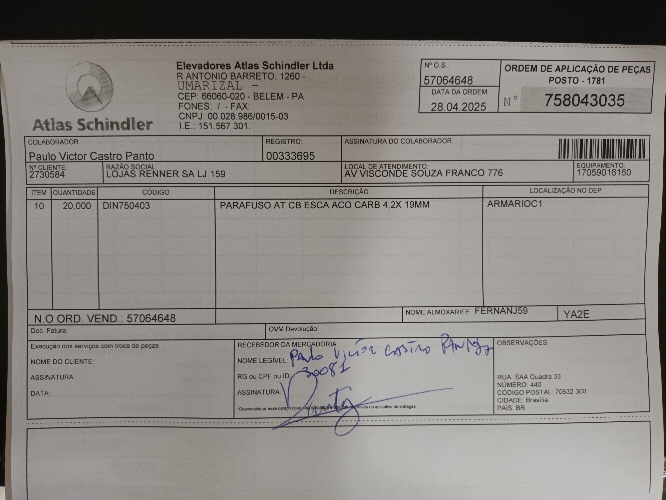 Atlas Schindler
Elevadores Atlas Schindler Ltda
R ANTONIO BARRETO, 1260 -
UMARIZAL -
CEP: 66060-020 - BELEM - PA
FONES: / - FAX:
CNPJ: 00 028.986/0015-03
I.E.: 151.567 301.
Nº O.S.
57064648
DATA DA ORDEM
28.04.2025
ORDEM DE APLICAÇÃO DE PEÇAS
POSTO - 1781
Nº 758043035
COLABORADOR
Paulo Victor Castro Panto
REGISTRO:
00333695
ASSINATURA DO COLABORADOR:
Nº CLIENTE:
2730584
RAZÃO SOCIAL
LOJAS RENNER SA LJ 159
LOCAL DE ATENDIMENTO:
AV VISCONDE SOUZA FRANCO 776
EQUIPAMENTO:
17059016160
ITEM QUANTIDADE CÓDIGO DESCRIÇÃO LOCALIZAÇÃO NO DEP
10 20,000 DIN750403 PARAFUSO AT CB ESCA ACO CARB 4.2X 19MM ARMARIOC1
N.O ORD. VEND.: 57064648
NOME ALMOXARIFE: FERNANJ59
YA2E
Doc. Fatura:
OVM Devolução:
Execução dos serviços com troca de peças
NOME DO CLIENTE:
ASSINATURA
DATA:
RECEBEDOR DA MERCADORIA
NOME LEGÍVEL: Paulo Victor Castro
RG ou CPF ou ID: 30081
ASSINATURA:
OBSERVAÇÕES
RUA: SAA Quadra 03
NÚMERO: 440
CÓDIGO POSTAL: 70632 300
CIDADE: Brasília
PAÍS: BR